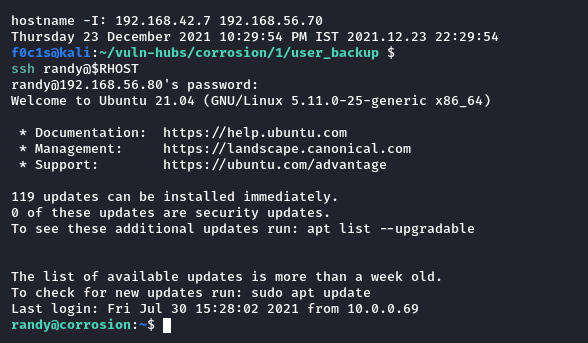 hostname -I: 192.168.42.7 192.168.56.70
Thursday 23 December 2021 10:29:54 PM IST 2021.12.23 22:29:54
f0c1s@kali:~/vuln-hubs/corrosion/1/user_backup $
ssh randy@$RHOST
randy@192.168.56.80's password:
Welcome to Ubuntu 21.04 (GNU/Linux 5.11.0-25-generic x86_64)
* Documentation:  https://help.ubuntu.com
* Management:     https://landscape.canonical.com
* Support:        https://ubuntu.com/advantage
119 updates can be installed immediately.
0 of these updates are security updates.
To see these additional updates run: apt list --upgradable
The list of available updates is more than a week old.
To check for new updates run: sudo apt update
Last login: Fri Jul 30 15:28:02 2021 from 10.0.0.69
randy@corrosion:~$